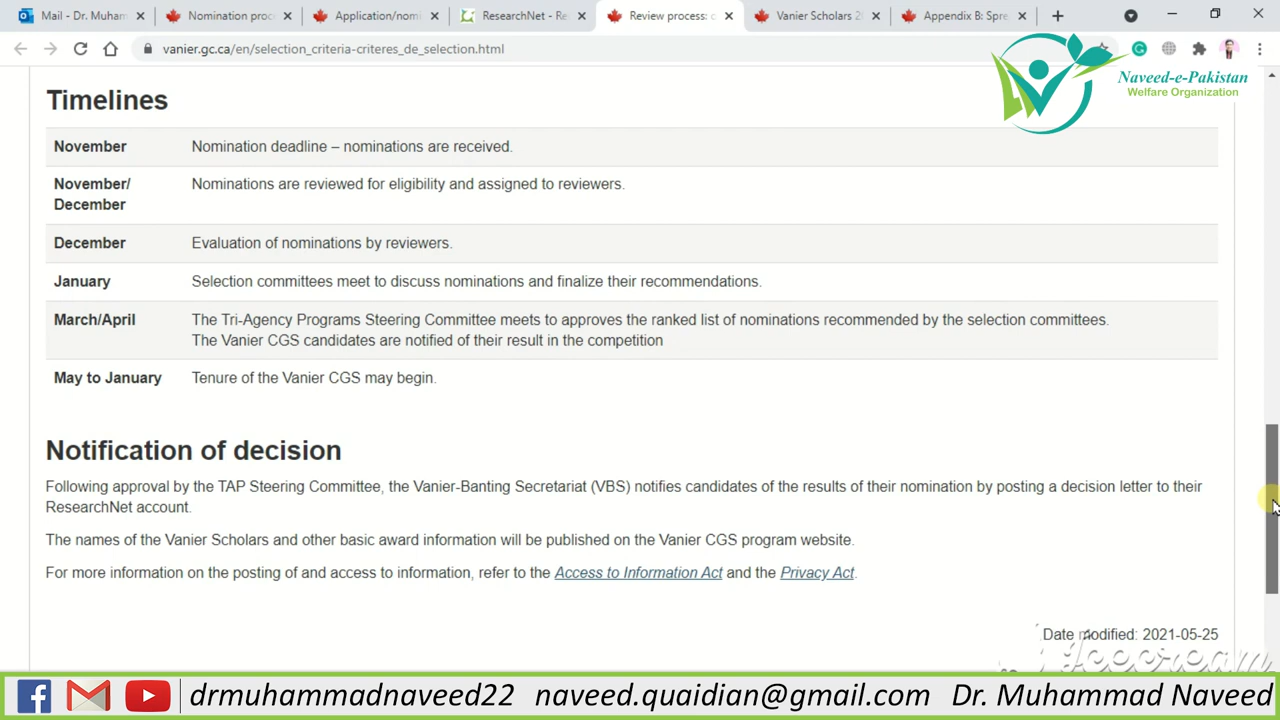 Mail - Dr. Muham
Nomination proc
Application/nomi
ResearchNet - Re
Review process: c
Vanier Scholars 2
Appendix B: Spre
vanier.gc.ca/en/selection_criteria-criteres_de_selection.html
Naveed-e-Pakistan
Welfare Organization
Timelines
November Nomination deadline – nominations are received.
November/ Nominations are reviewed for eligibility and assigned to reviewers.
December
December Evaluation of nominations by reviewers.
January Selection committees meet to discuss nominations and finalize their recommendations.
March/April The Tri-Agency Programs Steering Committee meets to approves the ranked list of nominations recommended by the selection committees.
The Vanier CGS candidates are notified of their result in the competition
May to January Tenure of the Vanier CGS may begin.
Notification of decision
Following approval by the TAP Steering Committee, the Vanier-Banting Secretariat (VBS) notifies candidates of the results of their nomination by posting a decision letter to their
ResearchNet account.
The names of the Vanier Scholars and other basic award information will be published on the Vanier CGS program website.
For more information on the posting of and access to information, refer to the Access to Information Act and the Privacy Act.
Date modified: 2021-05-25
drmuhammadnaveed22 naveed.quaidian@gmail.com Dr. Muhammad Naveed